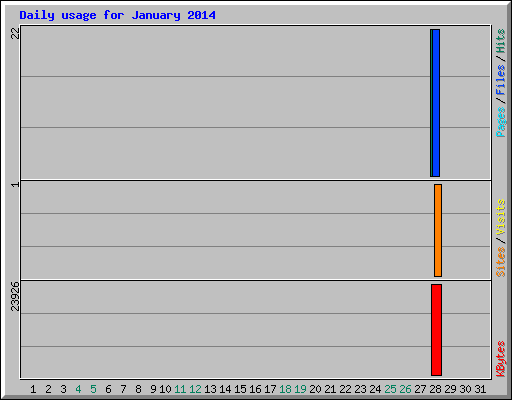 Daily usage for January 2014
22
1
23926
Pages/Files/Hits
Sites/Visits
KBytes
1 2 3 4 5 6 7 8 9 10 11 12 13 14 15 16 17 18 19 20 21 22 23 24 25 26 27 28 29 30 31